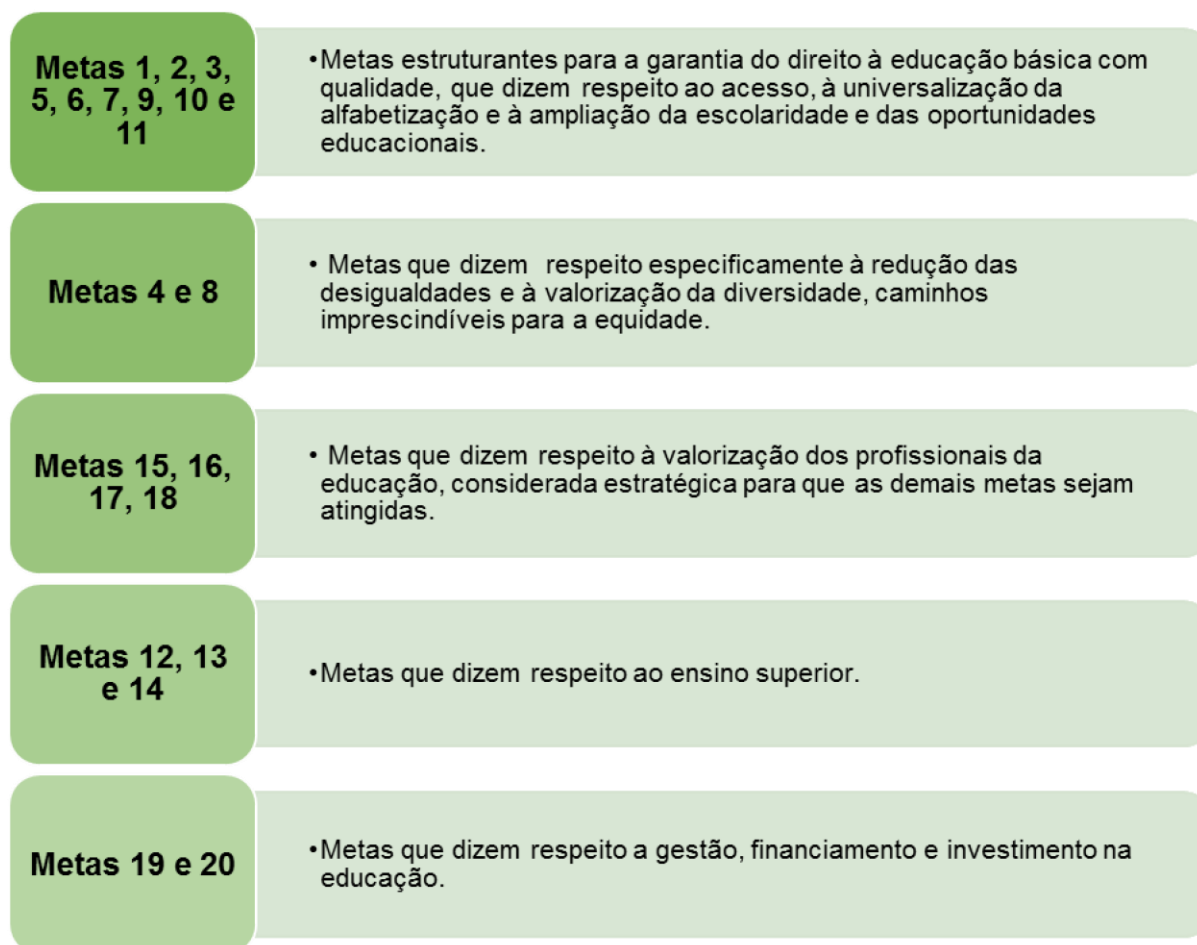 Metas 1, 2, 3,
5, 6, 7, 9, 10 e
11
•Metas estruturantes para a garantia do direito à educação básica com
qualidade, que dizem respeito ao acesso, à universalização da
alfabetização e à ampliação da escolaridade e das oportunidades
educacionais.
Metas 4 e 8
• Metas que dizem respeito especificamente à redução das
desigualdades e à valorização da diversidade, caminhos
imprescindíveis para a equidade.
Metas 15, 16,
17, 18
• Metas que dizem respeito à valorização dos profissionais da
educação, considerada estratégica para que as demais metas sejam
atingidas.
Metas 12, 13
e 14
•Metas que dizem respeito ao ensino superior.
Metas 19 e 20
•Metas que dizem respeito a gestão, financiamento e investimento na
educação.